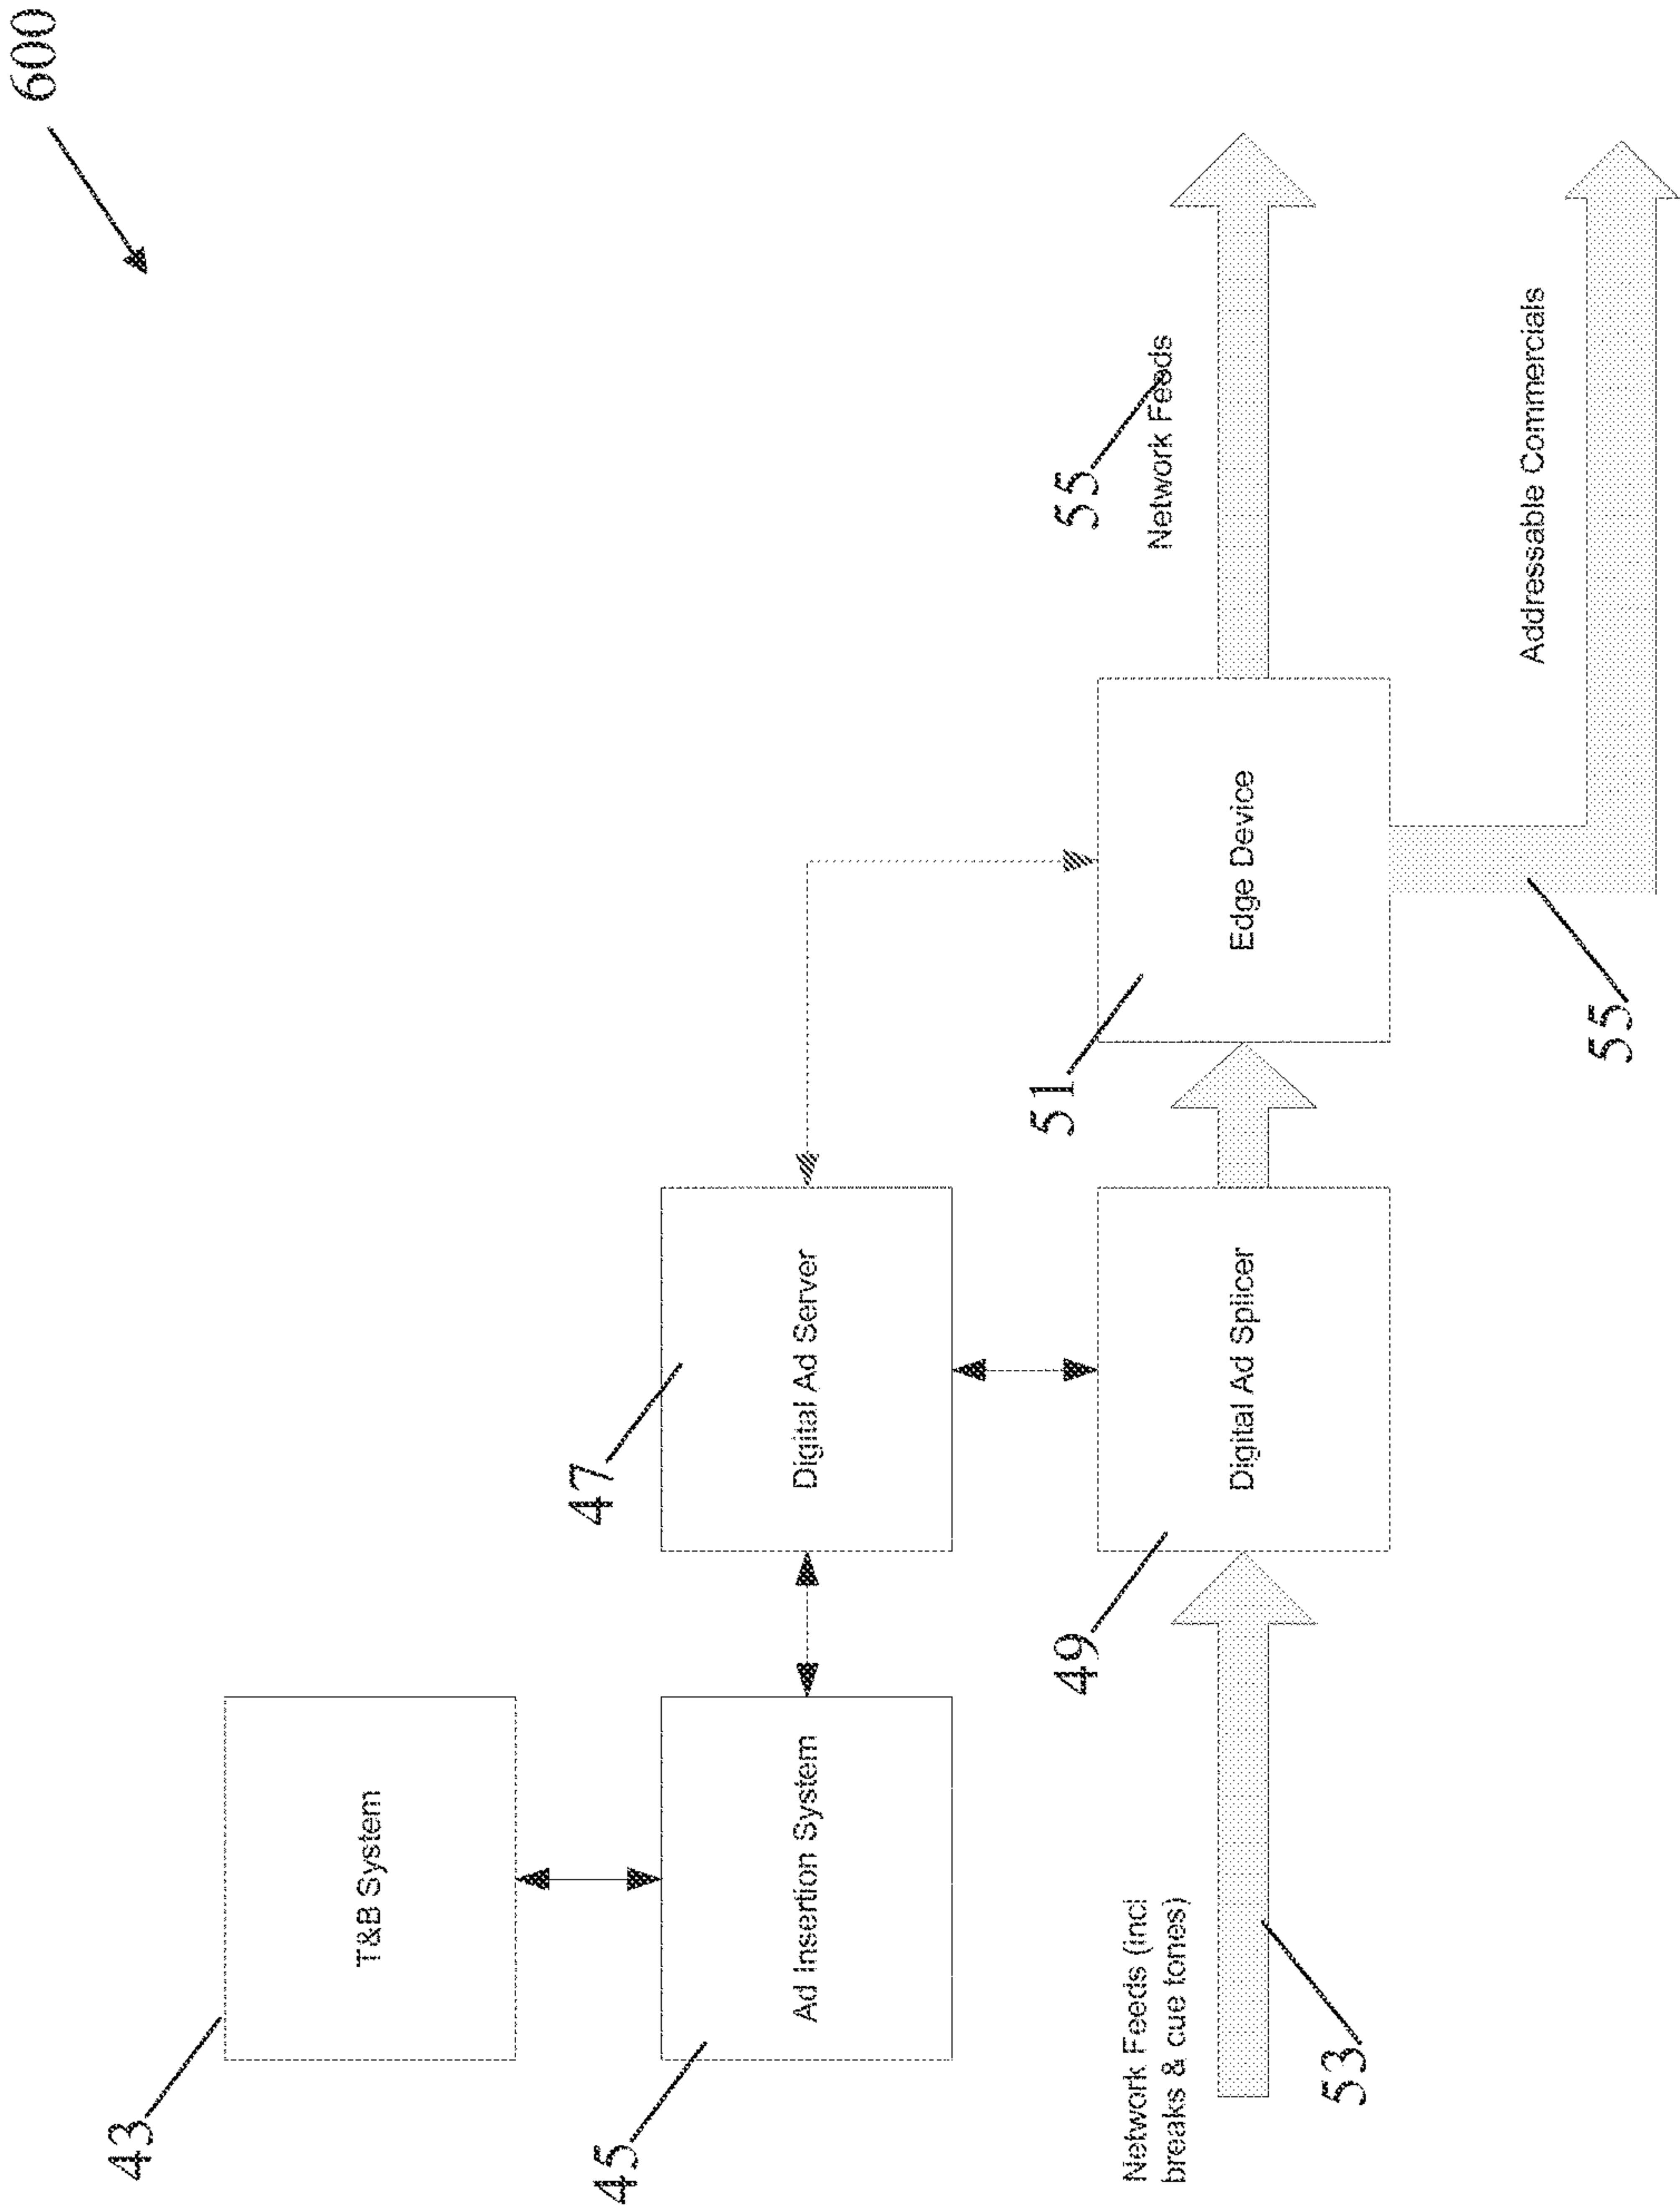 600
43
T&B System
45
Ad Insertion System
47
Digital Ad Server
Network Feeds (incl
breaks & cue tones)
53
49
Digital Ad Splicer
51
Edge Device
55
Network Feeds
55
Addressable Commercials